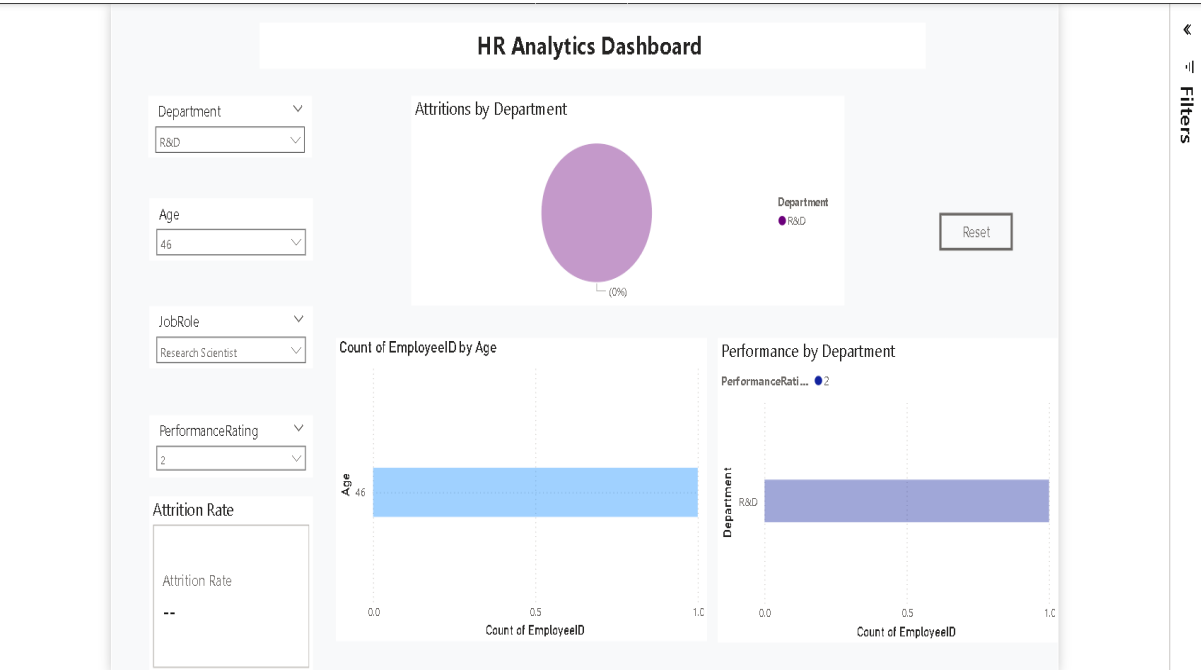 HR Analytics Dashboard
Filters
Department
R&D
Age
46
JobRole
Research Scientist
PerformanceRating
2
Attrition Rate
Attrition Rate
--
Attritions by Department
(0%)
Department
R&D
Reset
Count of EmployeeID by Age
Age
46
0.0 0.5 1.0
Count of EmployeeID
Performance by Department
PerformanceRati... 2
Department
R&D
0.0 0.5 1.0
Count of EmployeeID